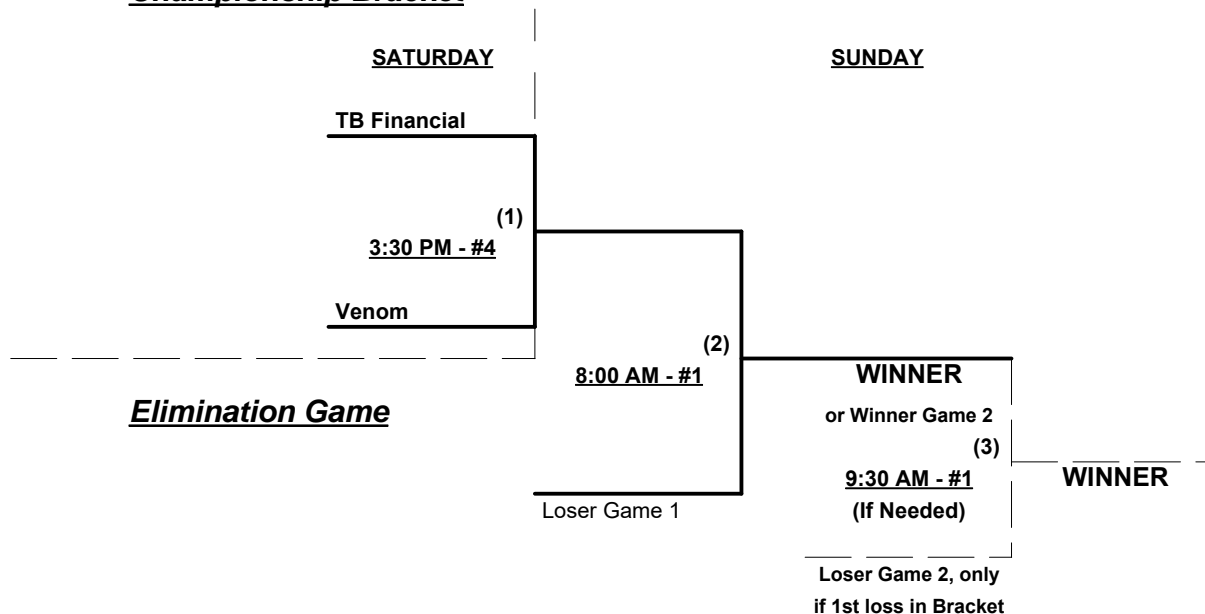 Championship Bracket
SATURDAY
SUNDAY
TB Financial
(1)
3:30 PM - #4
Venom
(2)
8:00 AM - #1
WINNER
Elimination Game
or Winner Game 2
(3)
9:30 AM - #1
WINNER
Loser Game 1
(If Needed)
Loser Game 2, only
if 1st loss in Bracket